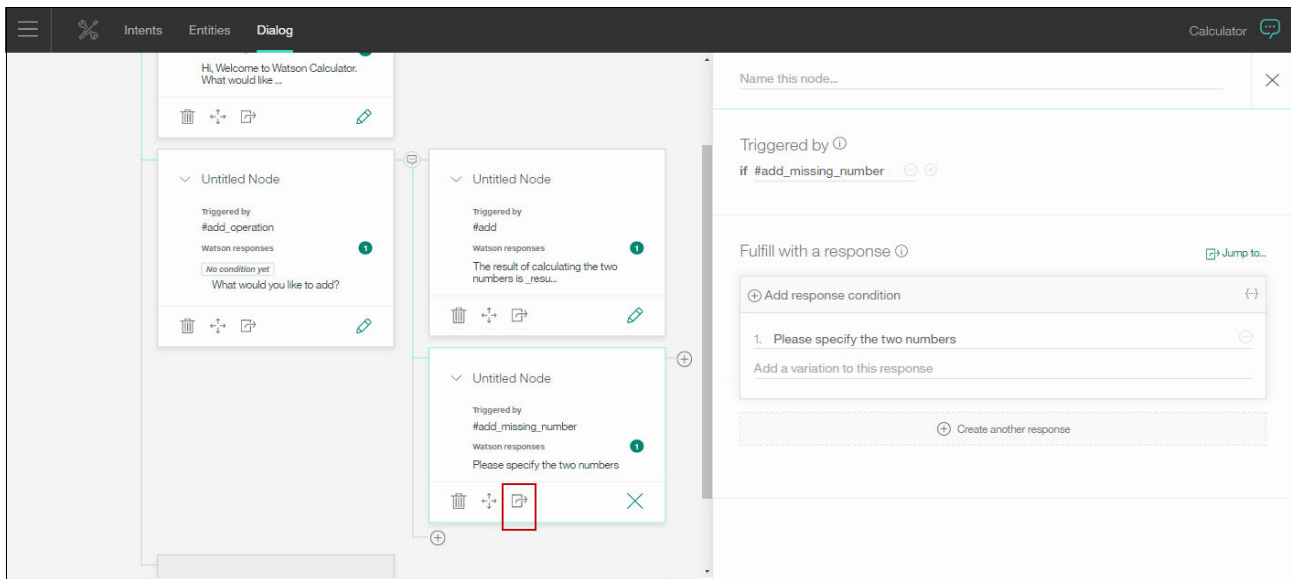 Intents Entities Dialog Calculator
Hi, Welcome to Watson Calculator.
What would like ...
Untitled Node
Triggered by
#add_operation
Watson responses
1
No condition yet
What would you like to add?
Untitled Node
Triggered by
#add
Watson responses
1
The result of calculating the two
numbers is _resu...
Untitled Node
Triggered by
#add_missing_number
Watson responses
1
Please specify the two numbers
Name this node...
Triggered by
if #add_missing_number
Fulfill with a response
Jump to...
Add response condition
1. Please specify the two numbers
Add a variation to this response
Create another response